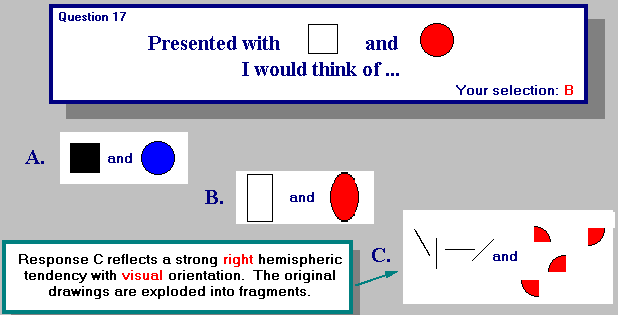 Question 17
Presented with and
I would think of ...
Your selection: B
A. and
B. and
C. and
Response C reflects a strong right hemispheric
tendency with visual orientation. The original
drawings are exploded into fragments.